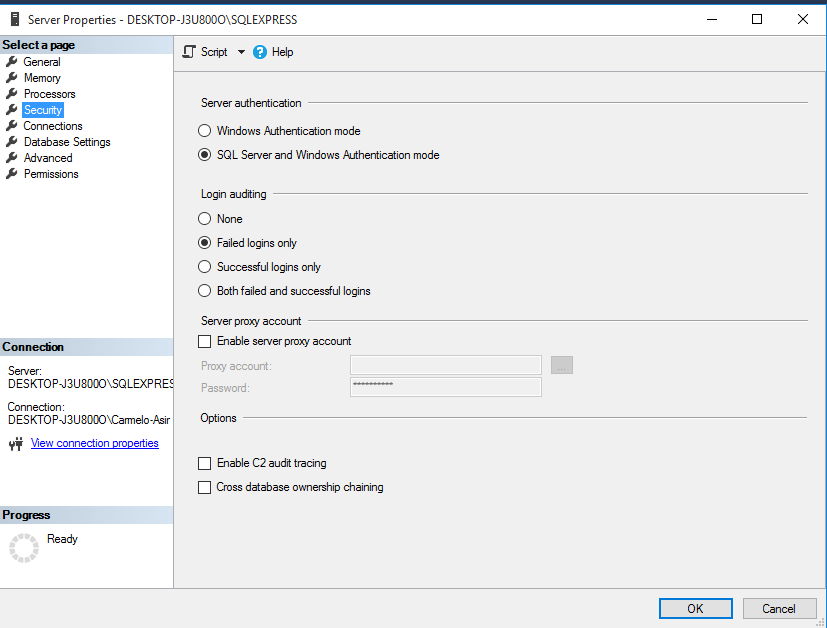 Server Properties - DESKTOP-J3U800O\SQLEXPRESS
Select a page
General
Memory
Processors
Security
Connections
Database Settings
Advanced
Permissions
Connection
Server:
DESKTOP-J3U800O\SQLEXPRES
Connection:
DESKTOP-J3U800O\Carmelo-Asir
View connection properties
Progress
Ready
Script Help
Server authentication
Windows Authentication mode
SQL Server and Windows Authentication mode
Login auditing
None
Failed logins only
Successful logins only
Both failed and successful logins
Server proxy account
Enable server proxy account
Proxy account:
...
Password:
**********
Options
Enable C2 audit tracing
Cross database ownership chaining
OK Cancel